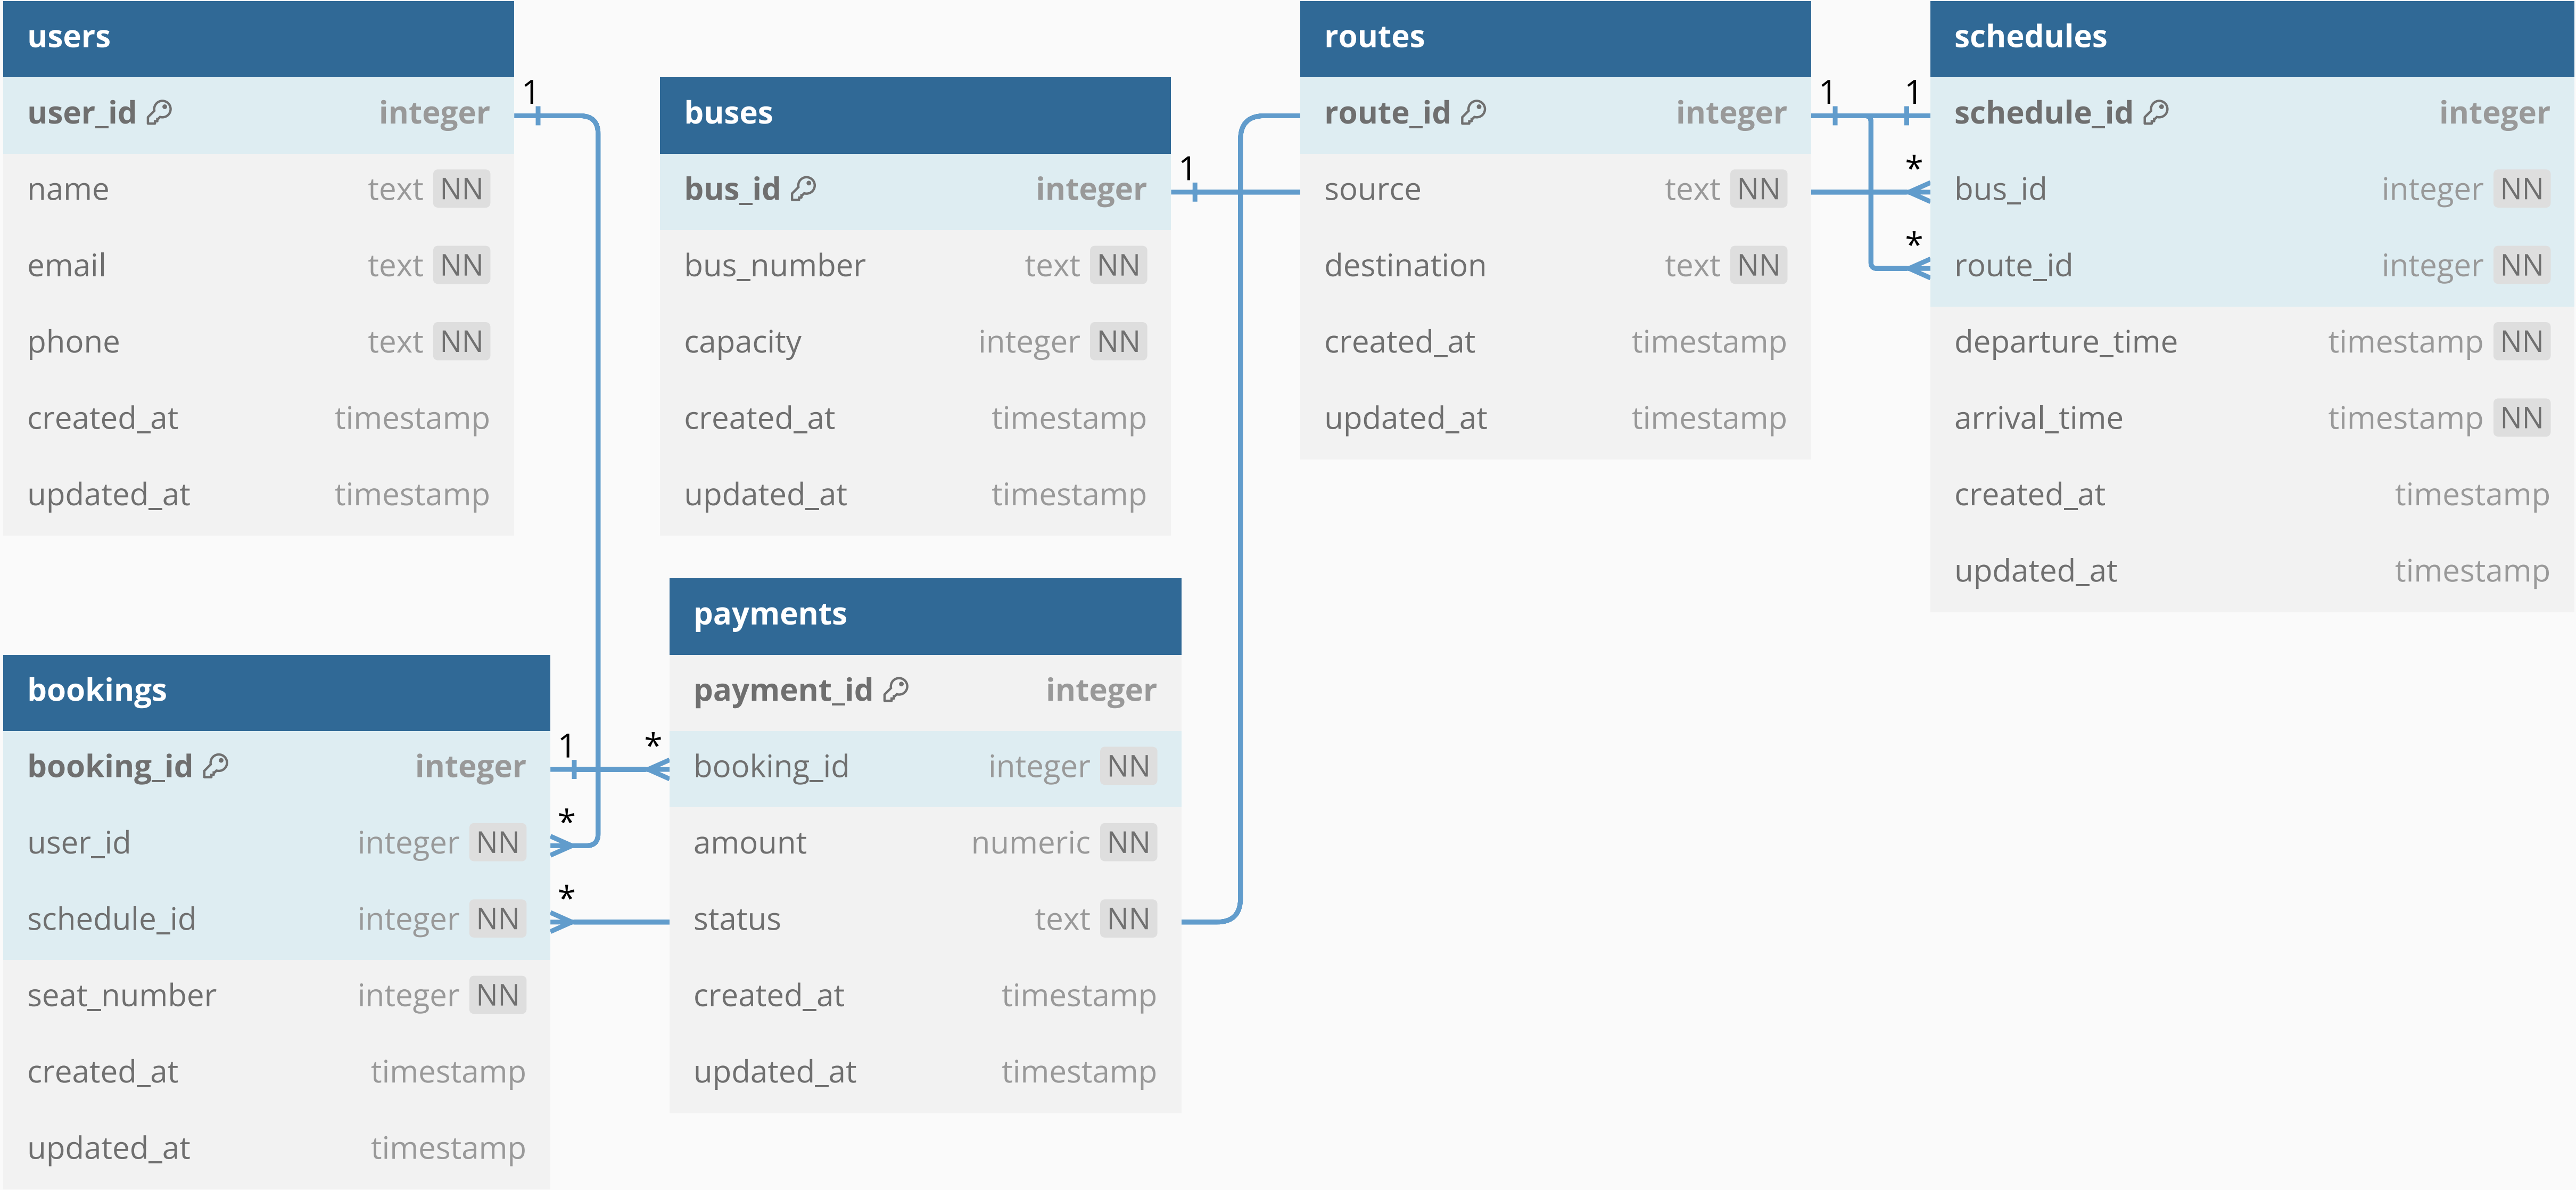 users
user_id integer
name text NN
email text NN
phone text NN
created_at timestamp
updated_at timestamp
1
buses
bus_id integer
bus_number text NN
capacity integer NN
created_at timestamp
updated_at timestamp
1
routes
route_id integer
source text NN
destination text NN
created_at timestamp
updated_at timestamp
1
1
*
*
schedules
schedule_id integer
bus_id integer NN
route_id integer NN
departure_time timestamp NN
arrival_time timestamp NN
created_at timestamp
updated_at timestamp
bookings
booking_id integer
user_id integer NN
schedule_id integer NN
seat_number integer NN
created_at timestamp
updated_at timestamp
1
*
*
*
payments
payment_id integer
booking_id integer NN
amount numeric NN
status text NN
created_at timestamp
updated_at timestamp